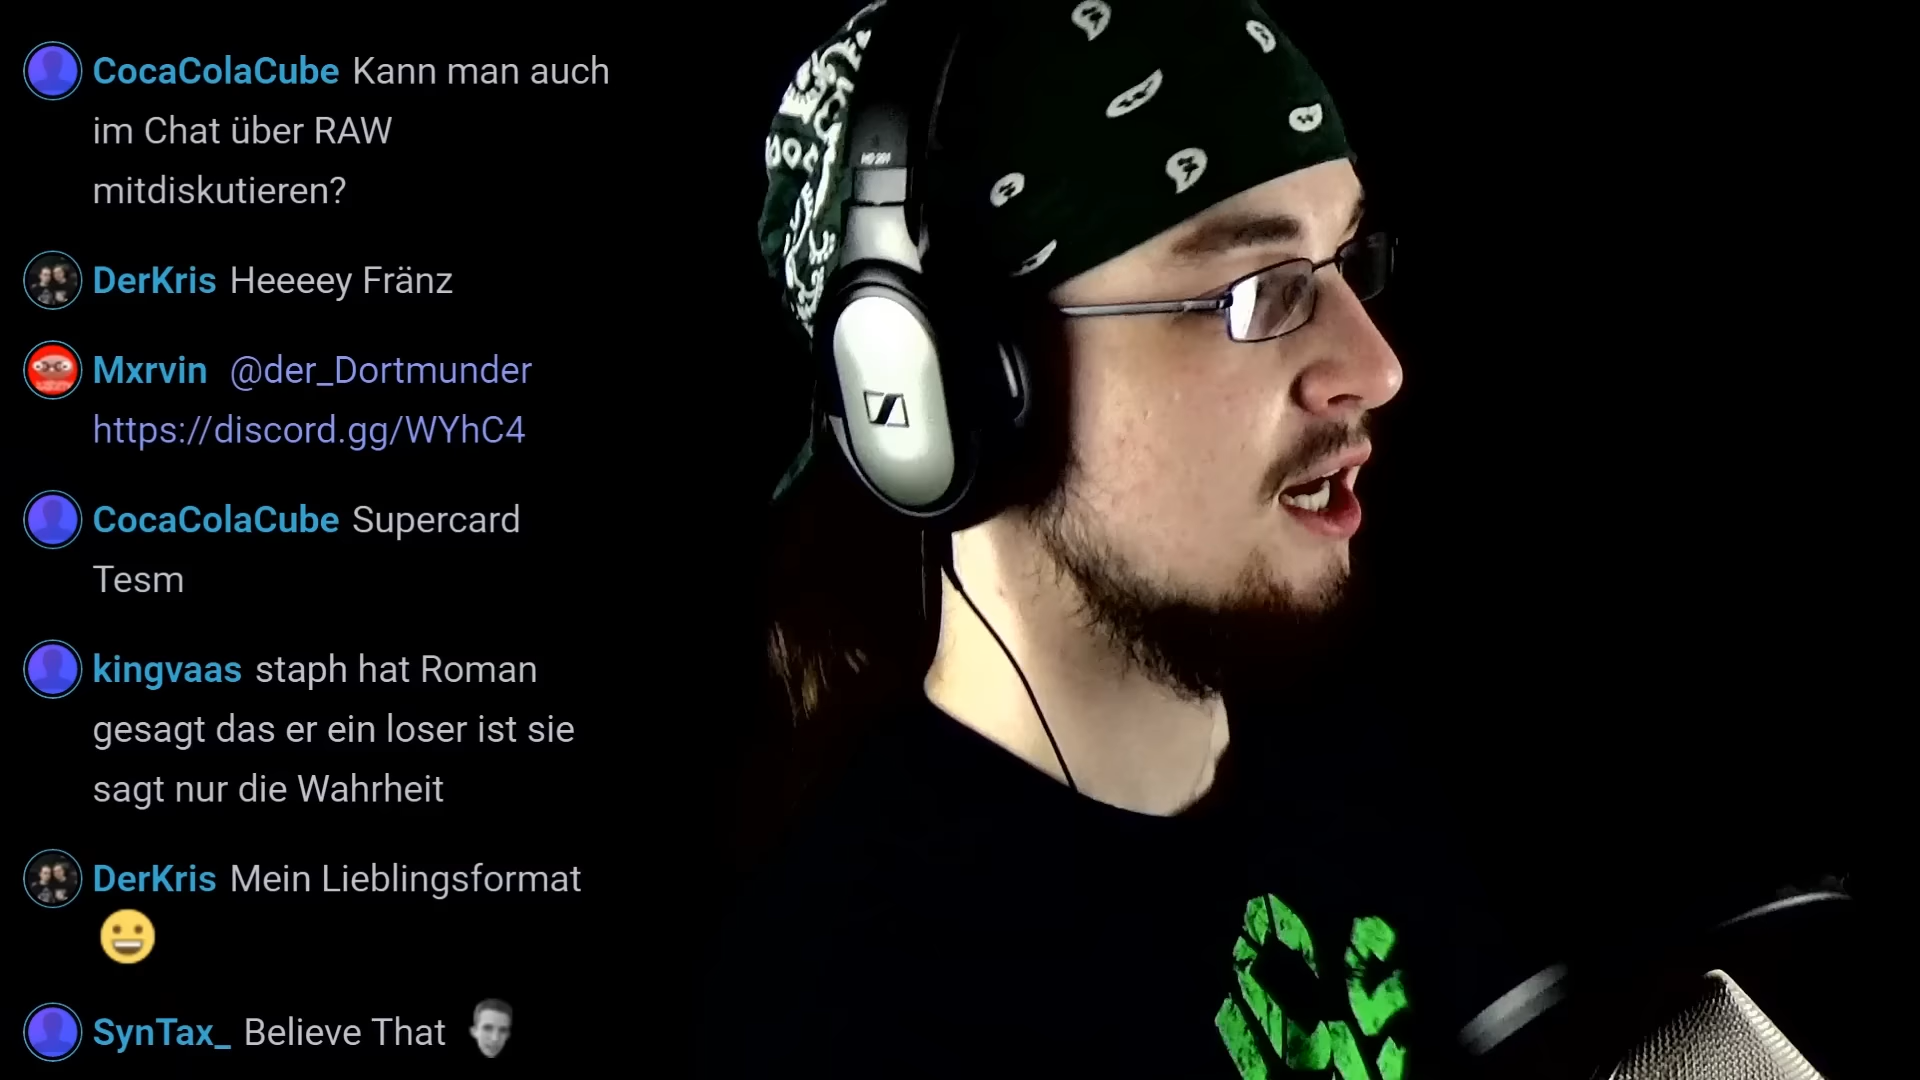 CocaColaCube Kann man auch
im Chat über RAW
mitdiskutieren?
DerKris Heeeey Fränz
Mxrvin @der_Dortmunder
https://discord.gg/WYhC4
CocaColaCube Supercard
Tesm
kingvaas staph hat Roman
gesagt das er ein loser ist sie
sagt nur die Wahrheit
DerKris Mein Lieblingsformat
SynTax_ Believe That